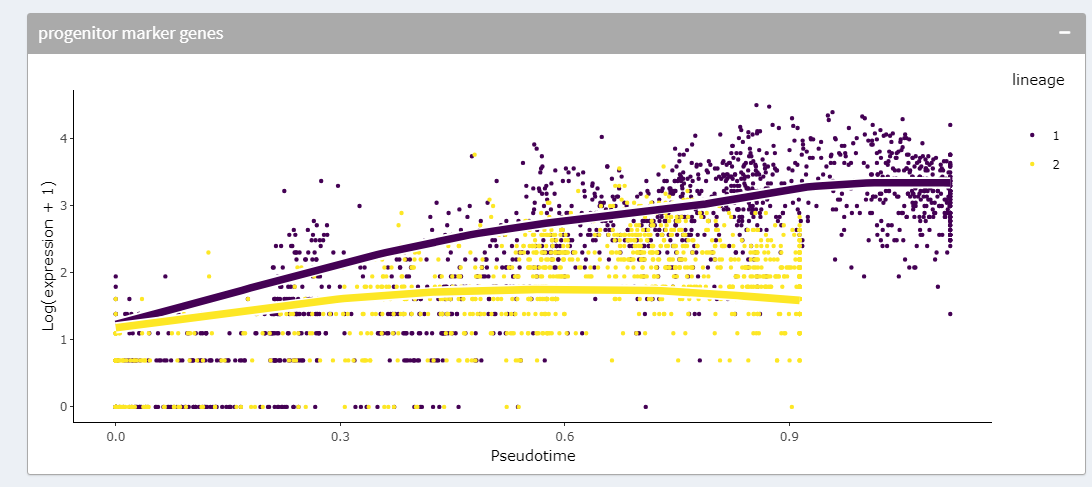 progenitor marker genes
lineage
1
2
Log(expression + 1)
4
3
2
1
0
0.0 0.3 0.6 0.9
Pseudotime